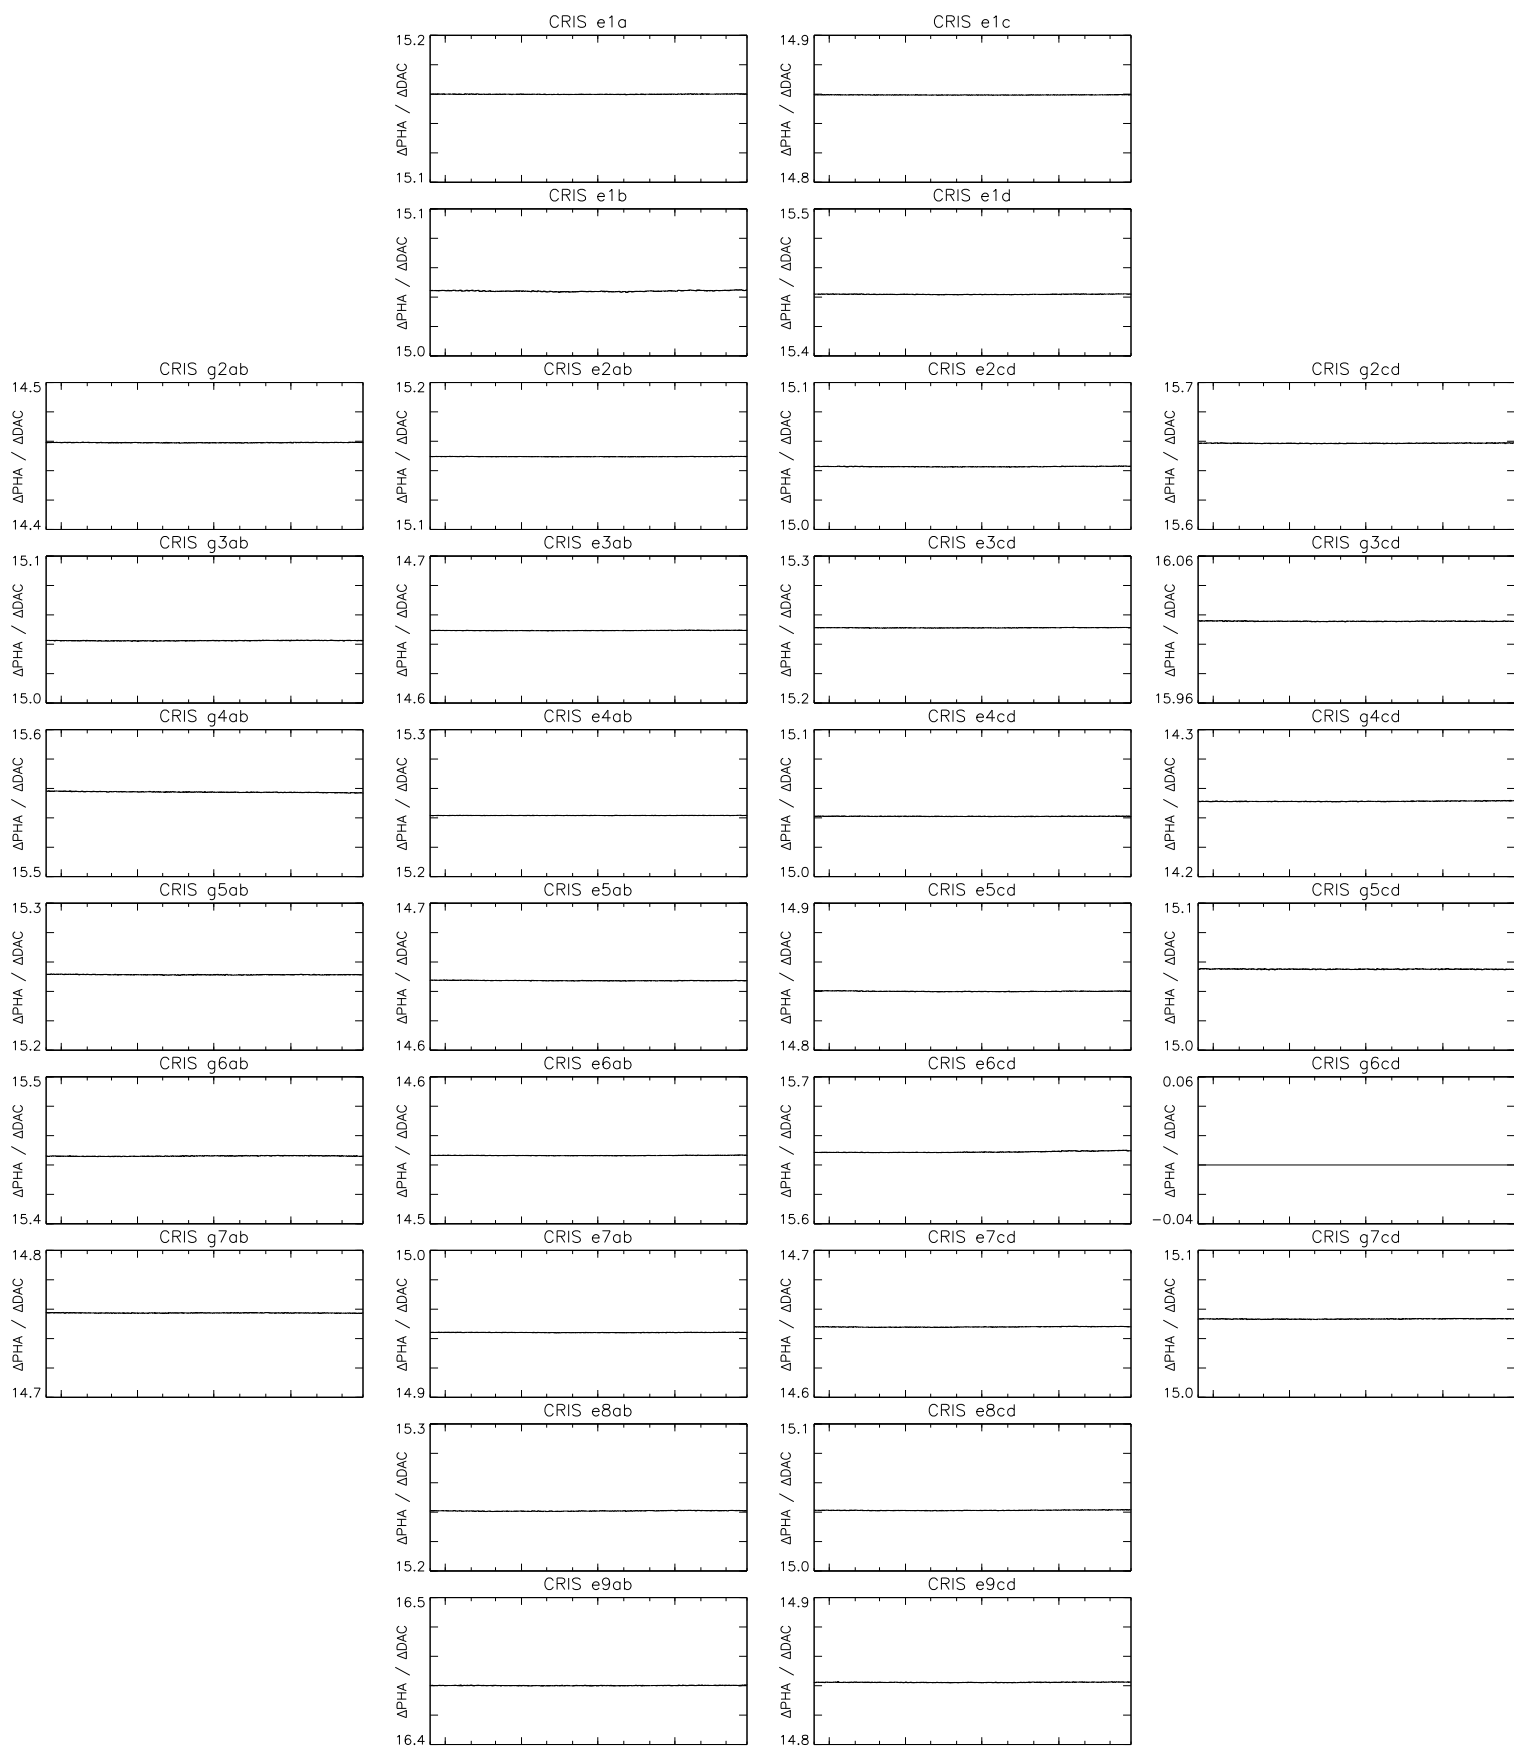 CRIS e1a
15.2
ΔPHA / ΔDAC
15.1
CRIS e1c
14.9
ΔPHA / ΔDAC
14.8
CRIS e1b
15.1
ΔPHA / ΔDAC
15.0
CRIS e1d
15.5
ΔPHA / ΔDAC
15.4
CRIS g2ab
14.5
ΔPHA / ΔDAC
14.4
CRIS e2ab
15.2
ΔPHA / ΔDAC
15.1
CRIS e2cd
15.1
ΔPHA / ΔDAC
15.0
CRIS g2cd
15.7
ΔPHA / ΔDAC
15.6
CRIS g3ab
15.1
ΔPHA / ΔDAC
15.0
CRIS e3ab
14.7
ΔPHA / ΔDAC
14.6
CRIS e3cd
15.3
ΔPHA / ΔDAC
15.2
CRIS g3cd
16.06
ΔPHA / ΔDAC
15.96
CRIS g4ab
15.6
ΔPHA / ΔDAC
15.5
CRIS e4ab
15.3
ΔPHA / ΔDAC
15.2
CRIS e4cd
15.1
ΔPHA / ΔDAC
15.0
CRIS g4cd
14.3
ΔPHA / ΔDAC
14.2
CRIS g5ab
15.3
ΔPHA / ΔDAC
15.2
CRIS e5ab
14.7
ΔPHA / ΔDAC
14.6
CRIS e5cd
14.9
ΔPHA / ΔDAC
14.8
CRIS g5cd
15.1
ΔPHA / ΔDAC
15.0
CRIS g6ab
15.5
ΔPHA / ΔDAC
15.4
CRIS e6ab
14.6
ΔPHA / ΔDAC
14.5
CRIS e6cd
15.7
ΔPHA / ΔDAC
15.6
CRIS g6cd
0.06
ΔPHA / ΔDAC
−0.04
CRIS g7ab
14.8
ΔPHA / ΔDAC
14.7
CRIS e7ab
15.0
ΔPHA / ΔDAC
14.9
CRIS e7cd
14.7
ΔPHA / ΔDAC
14.6
CRIS g7cd
15.1
ΔPHA / ΔDAC
15.0
CRIS e8ab
15.3
ΔPHA / ΔDAC
15.2
CRIS e8cd
15.1
ΔPHA / ΔDAC
15.0
CRIS e9ab
16.5
ΔPHA / ΔDAC
16.4
CRIS e9cd
14.9
ΔPHA / ΔDAC
14.8